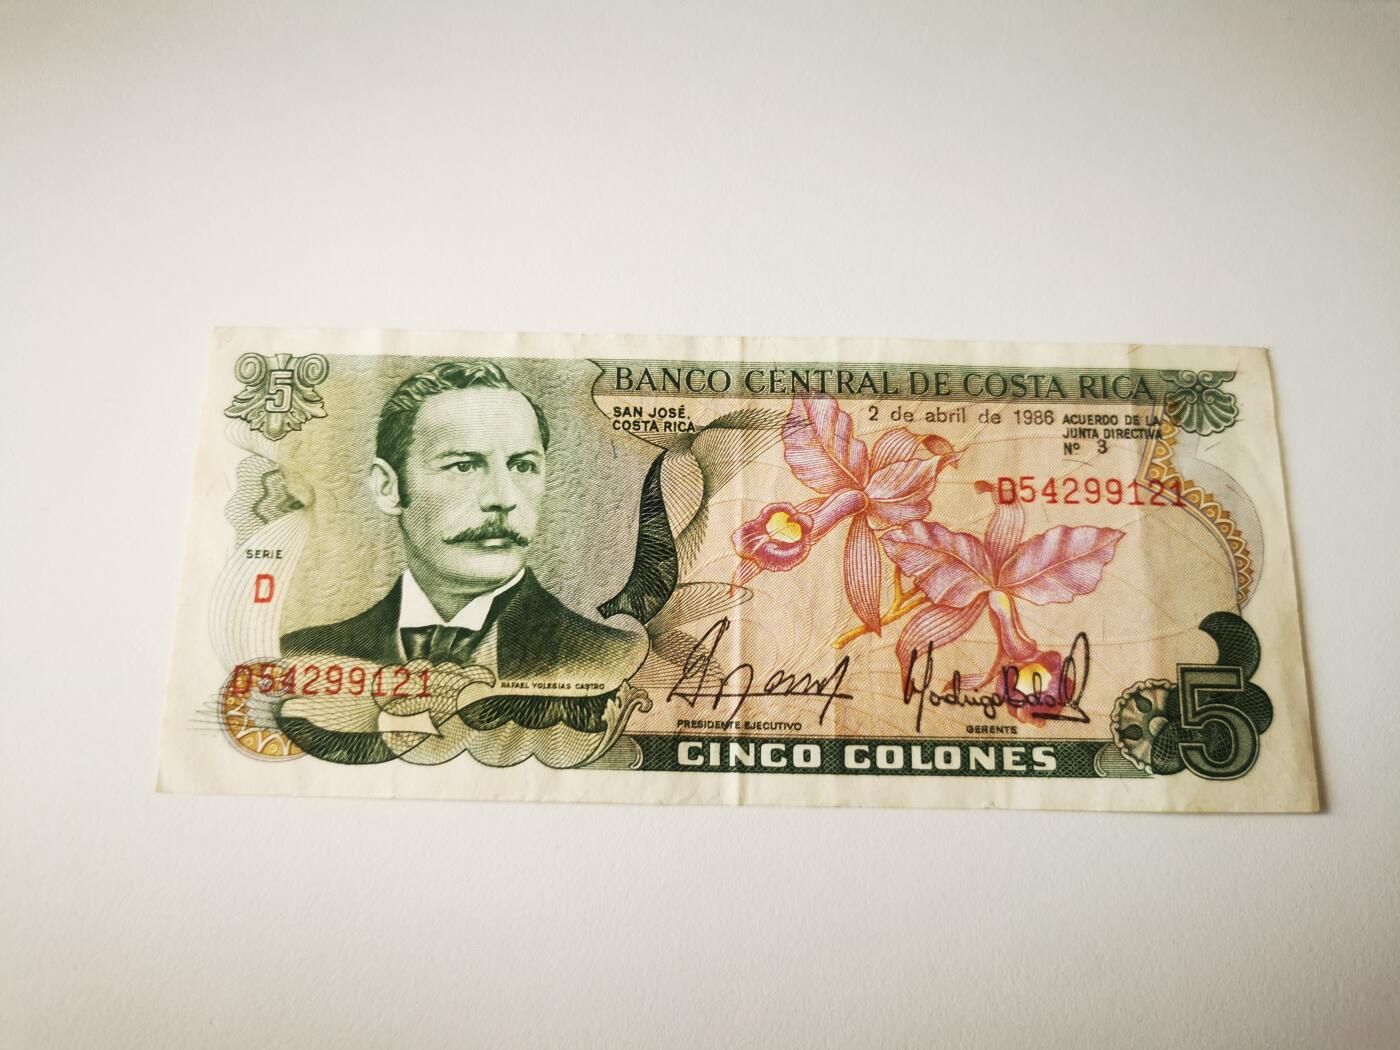 5
BANCO CENTRAL DE COSTA RICA
SAN JOSÉ,
COSTA RICA
2 de abril de 1986
ACUERDO DE LA
JUNTA DIRECTIVA
Nº 3
D54299121
SERIE
D
D54299121
RAFAEL YGLESIAS CASTRO
PRESIDENTE EJECUTIVO
GERENTE
CINCO COLONES
5